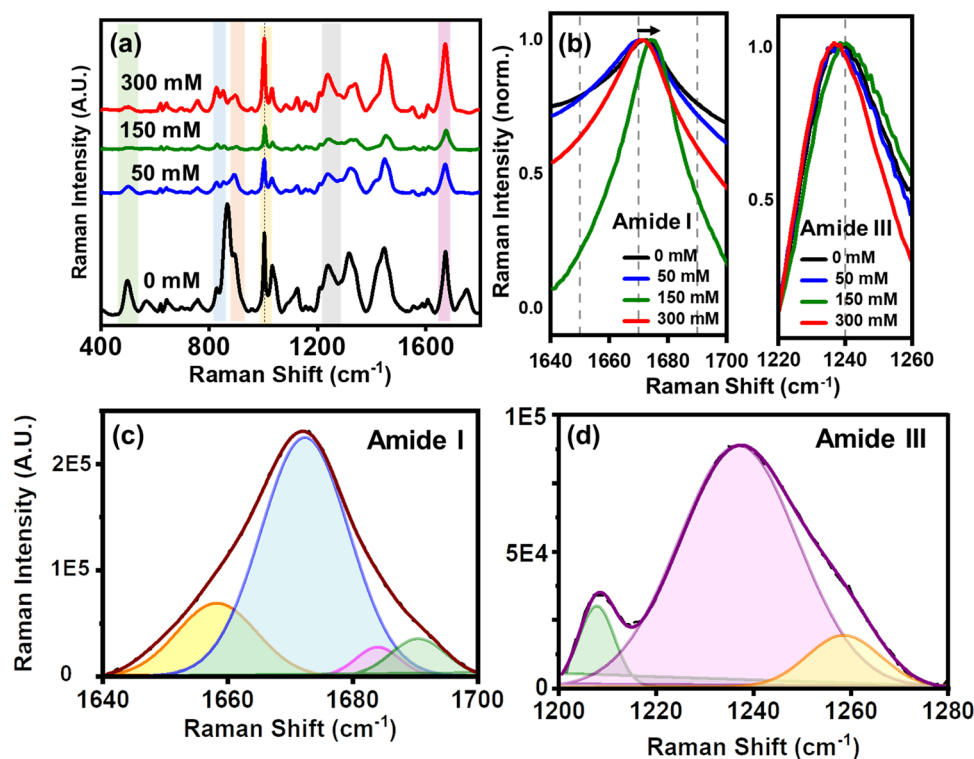 (a)
300 mM
150 mM
50 mM
0 mM
Raman Intensity (A.U.)
400 800 1200 1600
Raman Shift (cm-1)
(b)
1.0
0.5
0.0
Raman Intensity (norm.)
Amide I
0 mM
50 mM
150 mM
300 mM
1640 1660 1680 1700
1.0
0.5
Amide III
0 mM
50 mM
150 mM
300 mM
1220 1240 1260
Raman Shift (cm-1)
(c)
Amide I
2E5
1E5
0
Raman Intensity (A.U.)
1640 1660 1680 1700
Raman Shift (cm-1)
(d)
Amide III
1E5
5E4
0
1200 1220 1240 1260 1280
Raman Shift (cm-1)